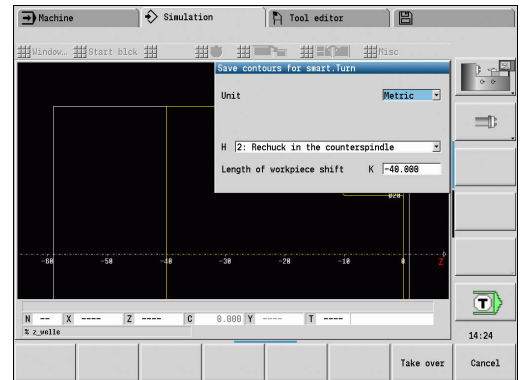 Machine
Simulation
Tool editor
Window…
Start blck
Misc
Save contours for smart.Turn
Unit
Metric
H 2: Rechuck in the counterspindle
Length of workpiece shift K -40.000
Ø20
-60 -50 -40 -30 -20 -10 0 Z
N -- X ---- Z ---- C 0.000 Y ---- T ----
% z_welle
T
14:24
Take over
Cancel